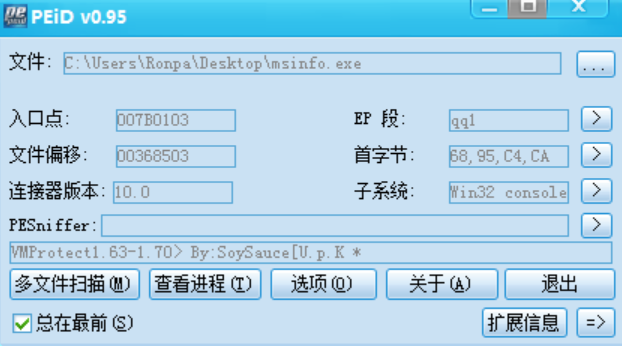 PEiD v0.95
文件: C:\Users\Ronpa\Desktop\msinfo.exe ...
入口点: 007B0103 EP 段: qq1 >
文件偏移: 00368503 首字节: 68,95,C4,CA >
连接器版本: 10.0 子系统: Win32 console >
PESniffer: >
VMProtect1.63-1.70> By:SoySauce[U.p.K *
多文件扫描(M) 查看进程(T) 选项(O) 关于(A) 退出
总在最前(S) 扩展信息 =>